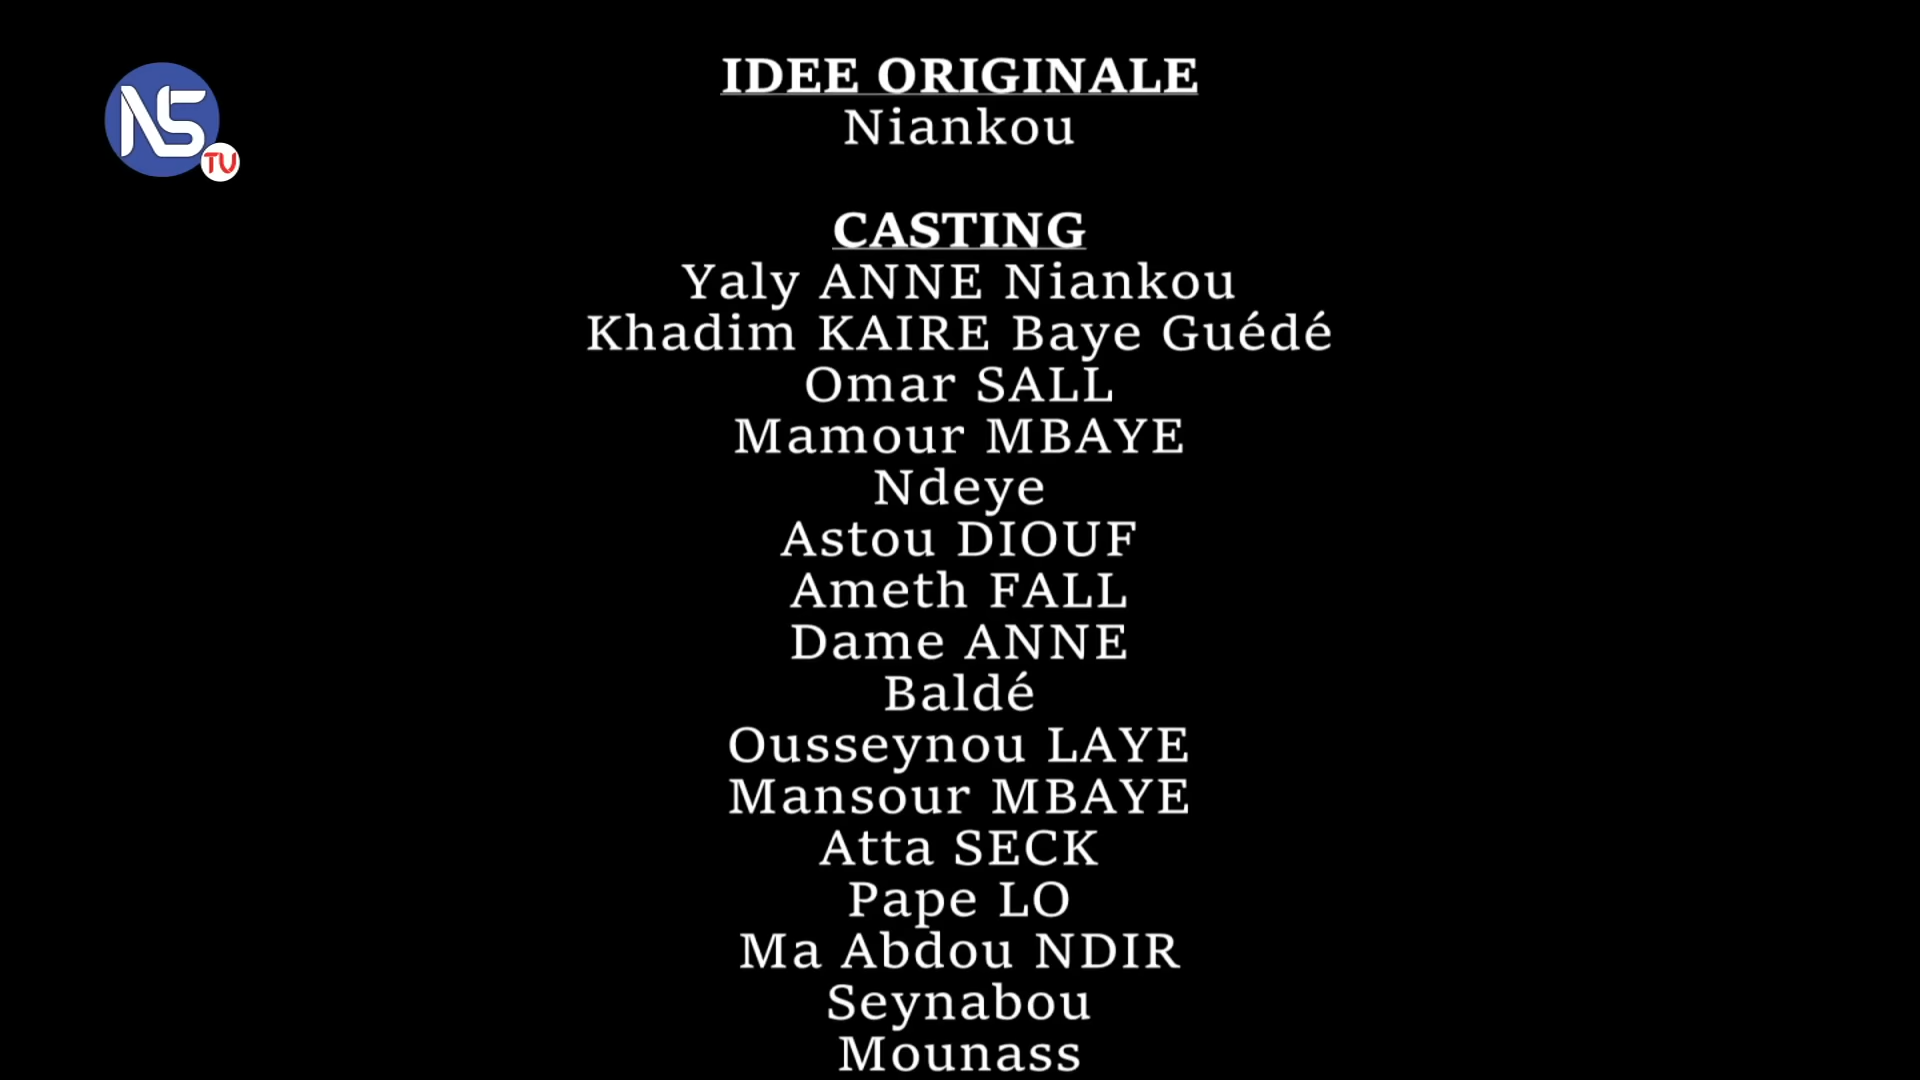 NS
TV
IDEE ORIGINALE
Niankou
CASTING
Yaly ANNE Niankou
Khadim KAIRE Baye Guédé
Omar SALL
Mamour MBAYE
Ndeye
Astou DIOUF
Ameth FALL
Dame ANNE
Baldé
Ousseynou LAYE
Mansour MBAYE
Atta SECK
Pape LO
Ma Abdou NDIR
Seynabou
Mounass